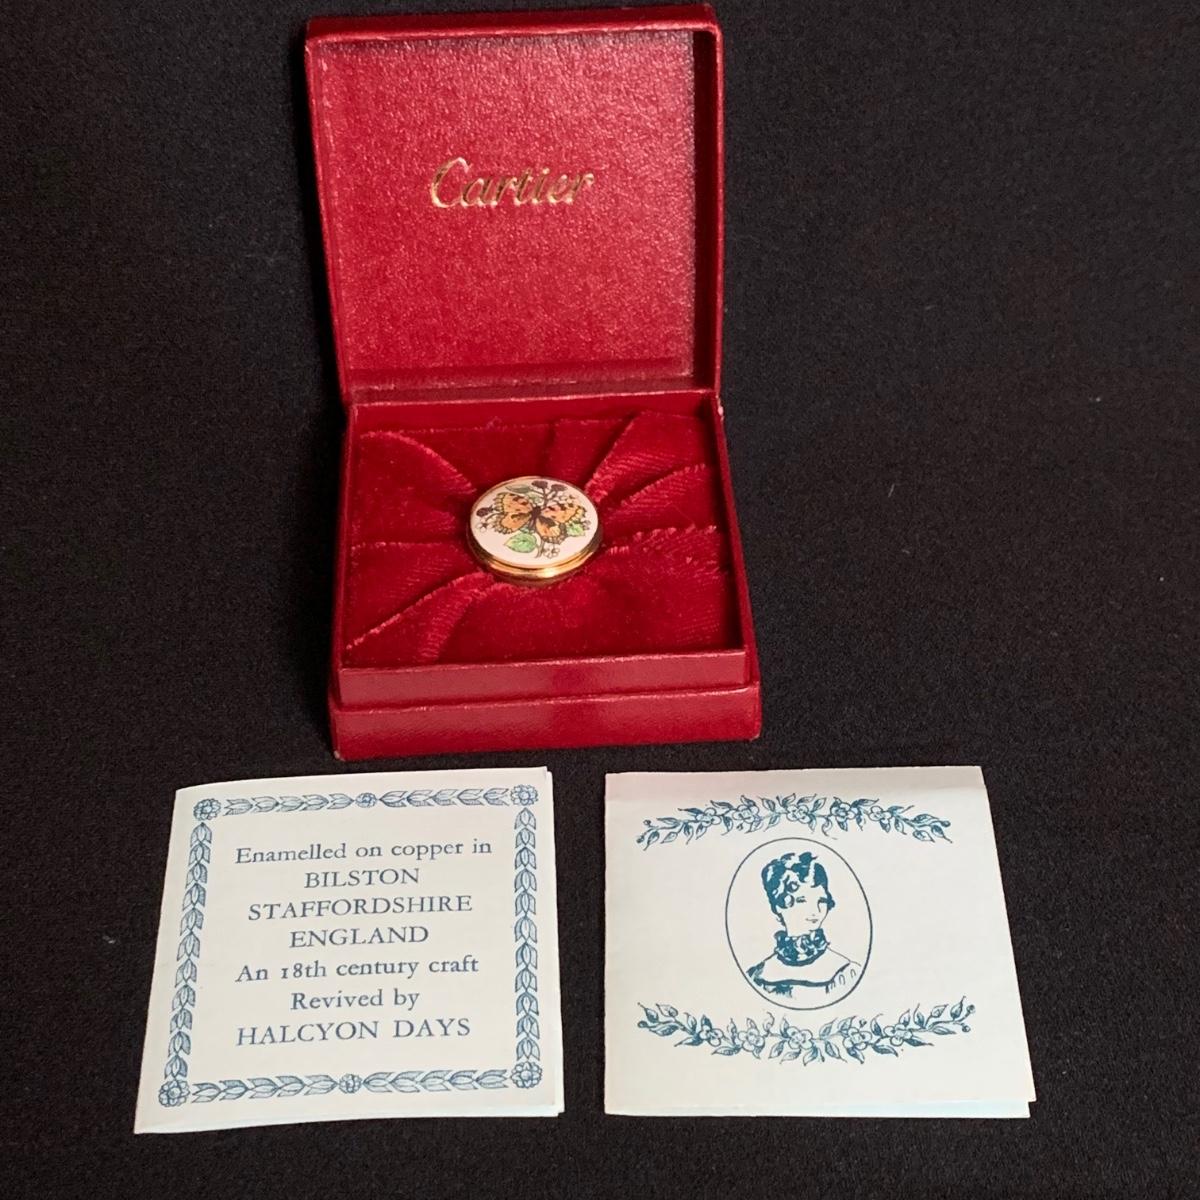 Cartier
Enamelled on copper in
BILSTON
STAFFORDSHIRE
ENGLAND
An 18th century craft
Revived by
HALCYON DAYS